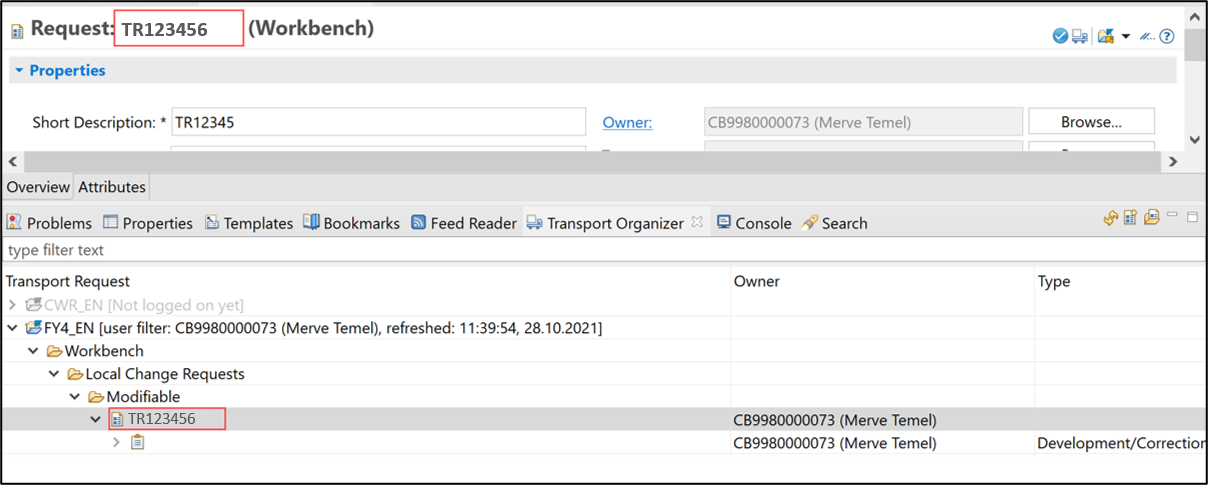 Request: TR123456 (Workbench)
Properties
Short Description: * TR12345 Owner: CB9980000073 (Merve Temel) Browse...
Overview Attributes
Problems Properties Templates Bookmarks Feed Reader Transport Organizer Console Search
type filter text
Transport Request Owner Type
CWR_EN [Not logged on yet]
FY4_EN [user filter: CB9980000073 (Merve Temel), refreshed: 11:39:54, 28.10.2021]
Workbench
Local Change Requests
Modifiable
TR123456 CB9980000073 (Merve Temel)
CB9980000073 (Merve Temel) Development/Correction